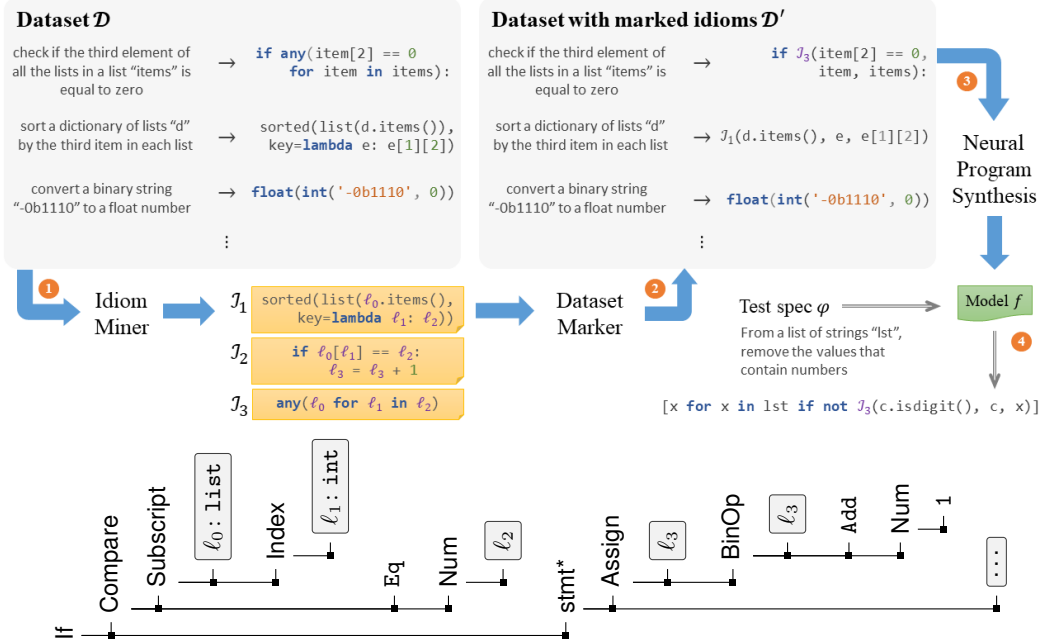 Dataset 𝒟
check if the third element of
all the lists in a list “items” is
equal to zero
→
if any(item[2] == 0
for item in items):
sort a dictionary of lists “d”
by the third item in each list
→
sorted(list(d.items()),
key=lambda e: e[1][2])
convert a binary string
“-0b1110” to a float number
→
float(int('-0b1110', 0))
⋮
Dataset with marked idioms 𝒟′
check if the third element of
all the lists in a list “items” is
equal to zero
→
if ℐ3(item[2] == 0,
item, items):
sort a dictionary of lists “d”
by the third item in each list
→
ℐ1(d.items(), e, e[1][2])
convert a binary string
“-0b1110” to a float number
→
float(int('-0b1110', 0))
⋮
3
Neural
Program
Synthesis
1
Idiom
Miner
ℐ1
sorted(list(ℓ0.items(),
key=lambda ℓ1: ℓ2))
ℐ2
if ℓ0[ℓ1] == ℓ2:
ℓ3 = ℓ3 + 1
ℐ3
any(ℓ0 for ℓ1 in ℓ2)
Dataset
Marker
2
Test spec φ
From a list of strings “lst”,
remove the values that
contain numbers
Model f
4
[x for x in lst if not ℐ3(c.isdigit(), c, x)]
If
Compare
Subscript
ℓ0: list
Index
ℓ1: int
Eq
Num
ℓ2
stmt*
Assign
ℓ3
BinOp
ℓ3
Add
Num
1
...